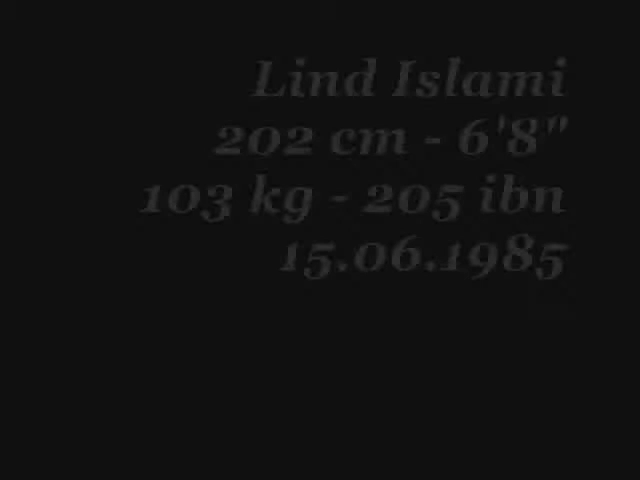 Lind Islami
202 cm - 6'8"
103 kg - 205 ibn
15.06.1985